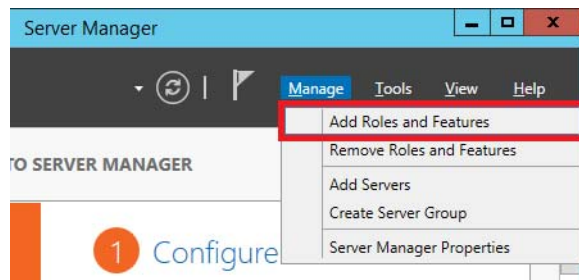 Server Manager
Manage Tools View Help
Add Roles and Features
Remove Roles and Features
TO SERVER MANAGER
Add Servers
Create Server Group
1 Configure
Server Manager Properties